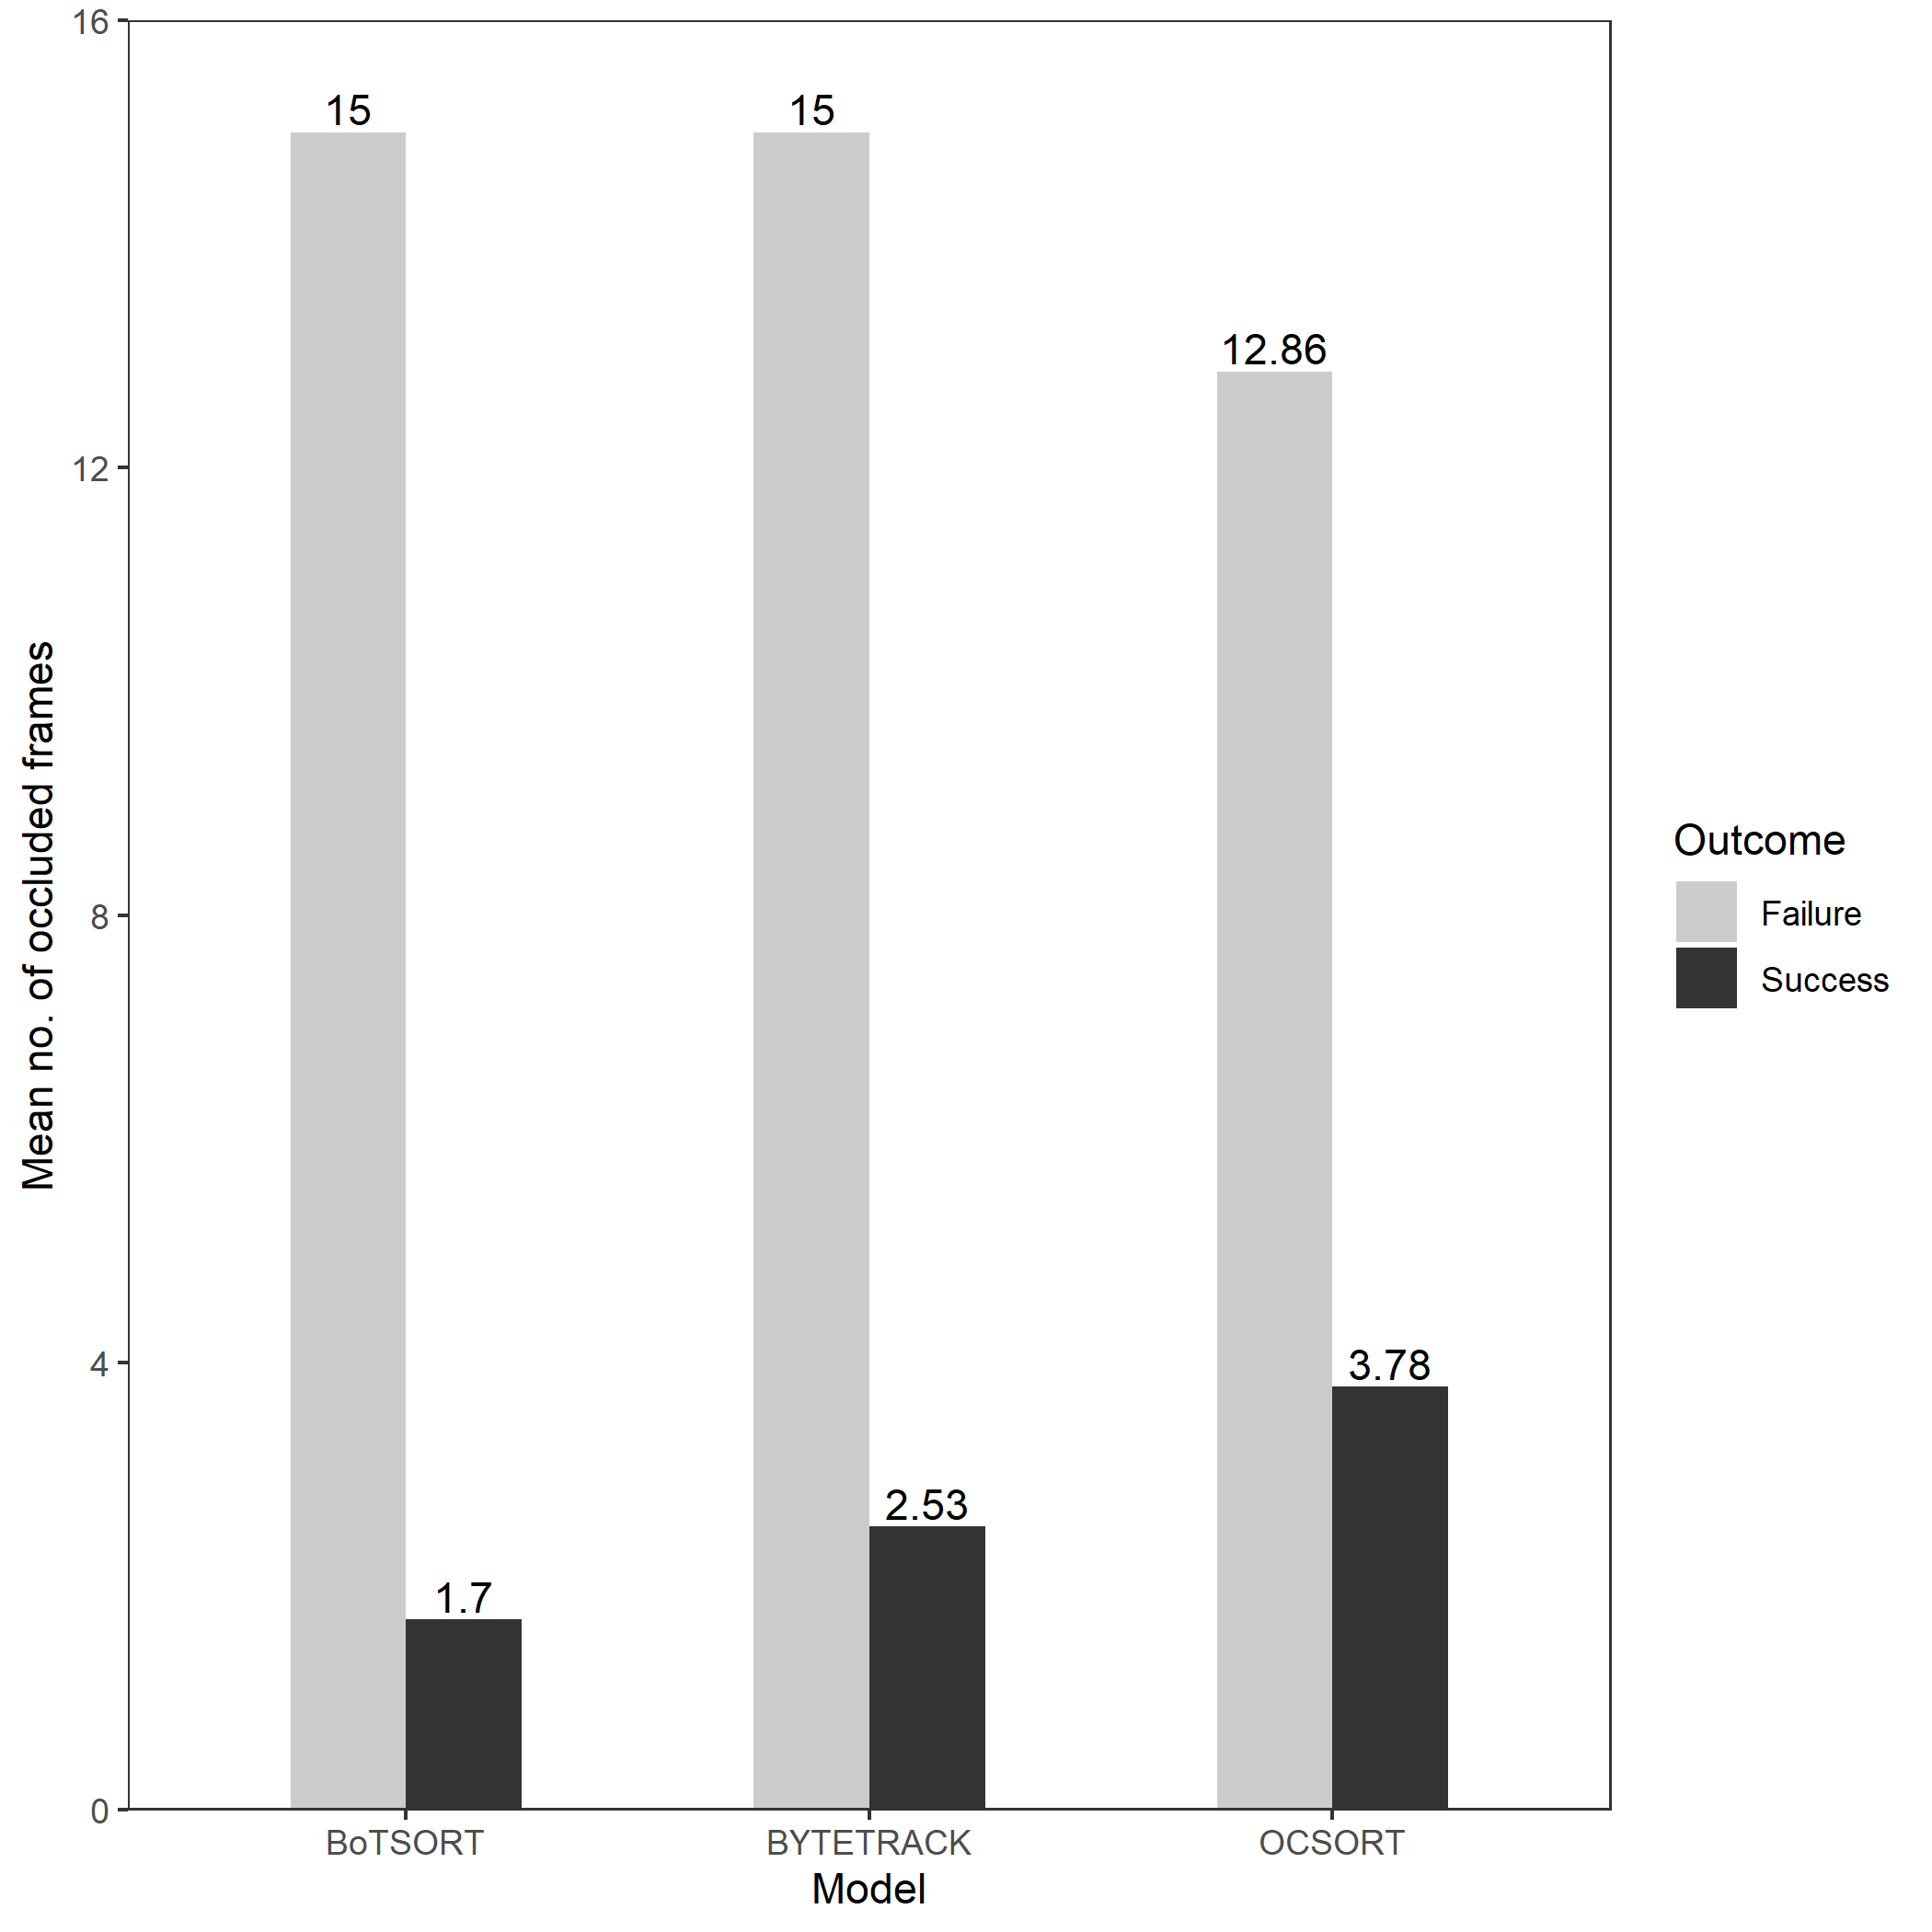 16
12
8
4
0
Mean no. of occluded frames
15
15
12.86
1.7
2.53
3.78
BoTSORT
BYTETRACK
OCSORT
Model
Outcome
Failure
Success